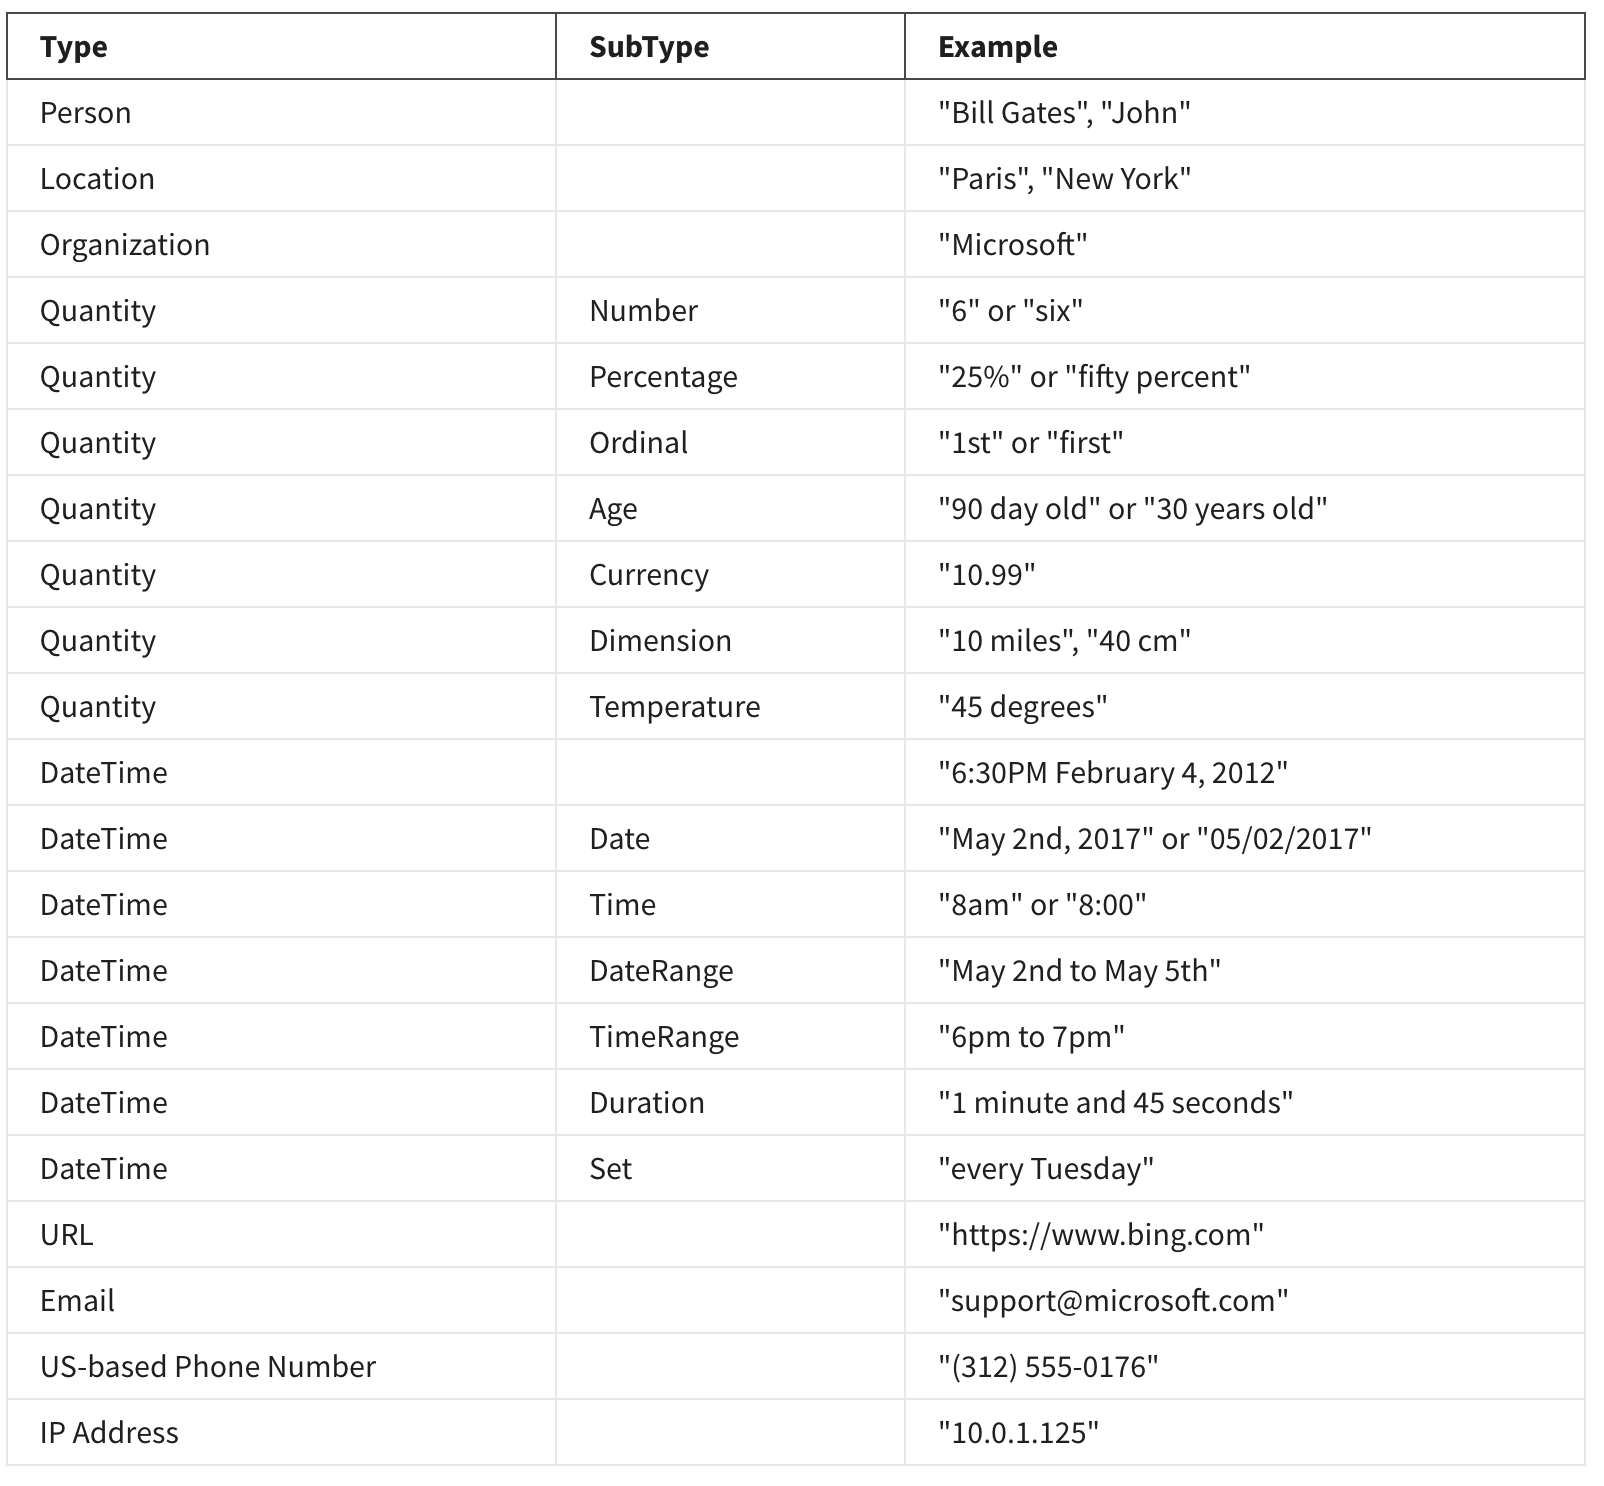 Type SubType Example
Person "Bill Gates", "John"
Location "Paris", "New York"
Organization "Microsoft"
Quantity Number "6" or "six"
Quantity Percentage "25%" or "fifty percent"
Quantity Ordinal "1st" or "first"
Quantity Age "90 day old" or "30 years old"
Quantity Currency "10.99"
Quantity Dimension "10 miles", "40 cm"
Quantity Temperature "45 degrees"
DateTime "6:30PM February 4, 2012"
DateTime Date "May 2nd, 2017" or "05/02/2017"
DateTime Time "8am" or "8:00"
DateTime DateRange "May 2nd to May 5th"
DateTime TimeRange "6pm to 7pm"
DateTime Duration "1 minute and 45 seconds"
DateTime Set "every Tuesday"
URL "https://www.bing.com"
Email "support@microsoft.com"
US-based Phone Number "(312) 555-0176"
IP Address "10.0.1.125"